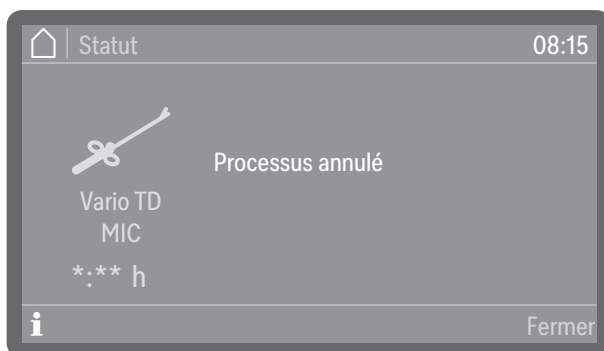 Statut
08:15
Processus annulé
Vario TD
MIC
*:** h
i
Fermer